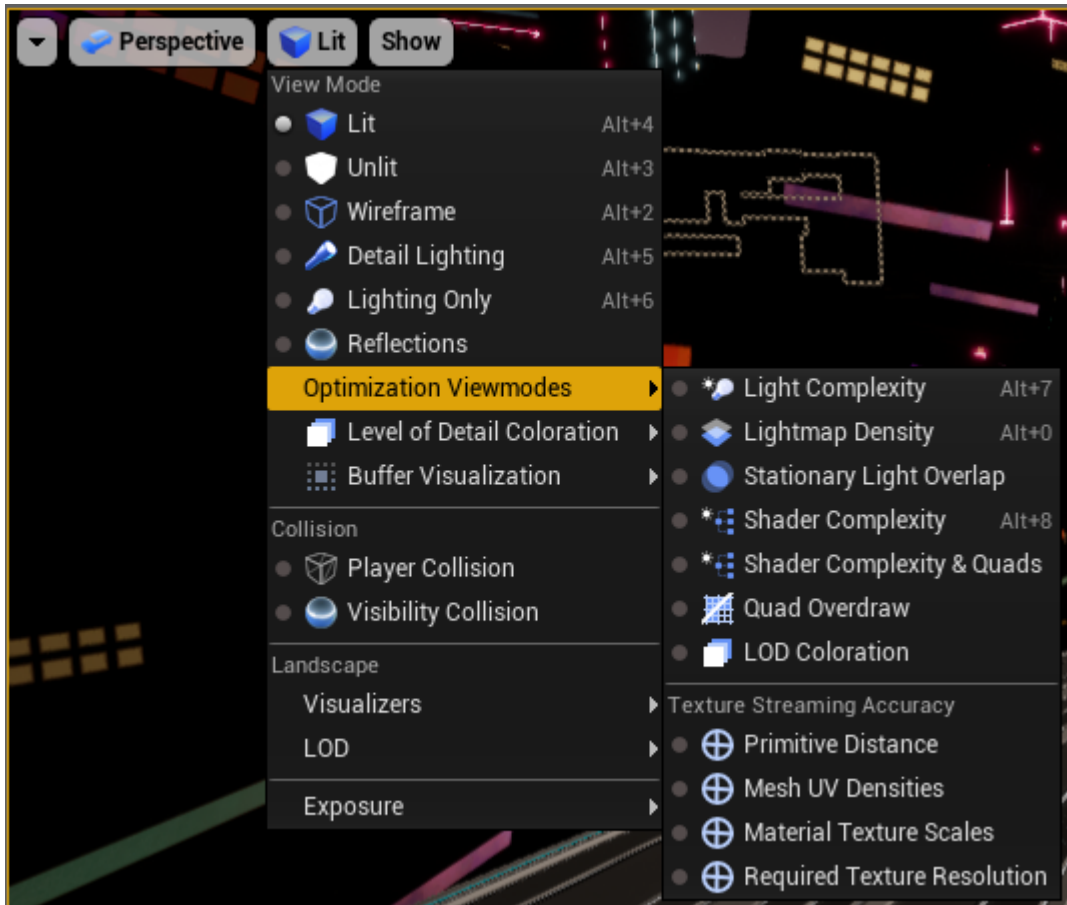 Perspective Lit Show
View Mode
Lit Alt+4
Unlit Alt+3
Wireframe Alt+2
Detail Lighting Alt+5
Lighting Only Alt+6
Reflections
Optimization Viewmodes
Level of Detail Coloration
Buffer Visualization
Collision
Player Collision
Visibility Collision
Landscape
Visualizers
LOD
Exposure
Light Complexity Alt+7
Lightmap Density Alt+0
Stationary Light Overlap
Shader Complexity Alt+8
Shader Complexity & Quads
Quad Overdraw
LOD Coloration
Texture Streaming Accuracy
Primitive Distance
Mesh UV Densities
Material Texture Scales
Required Texture Resolution